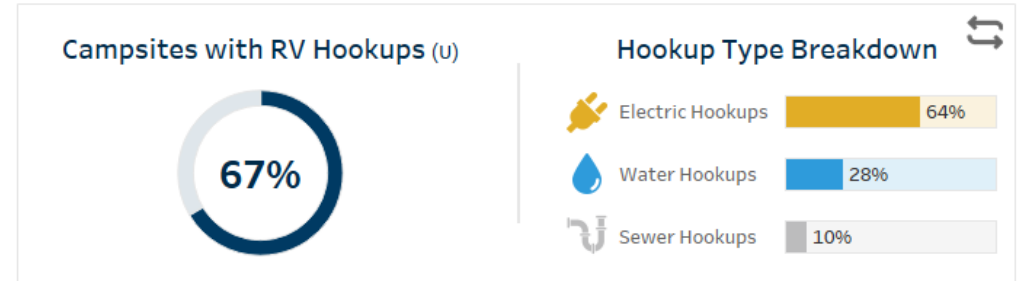 Campsites with RV Hookups (U)
67%
Hookup Type Breakdown
Electric Hookups 64%
Water Hookups 28%
Sewer Hookups 10%